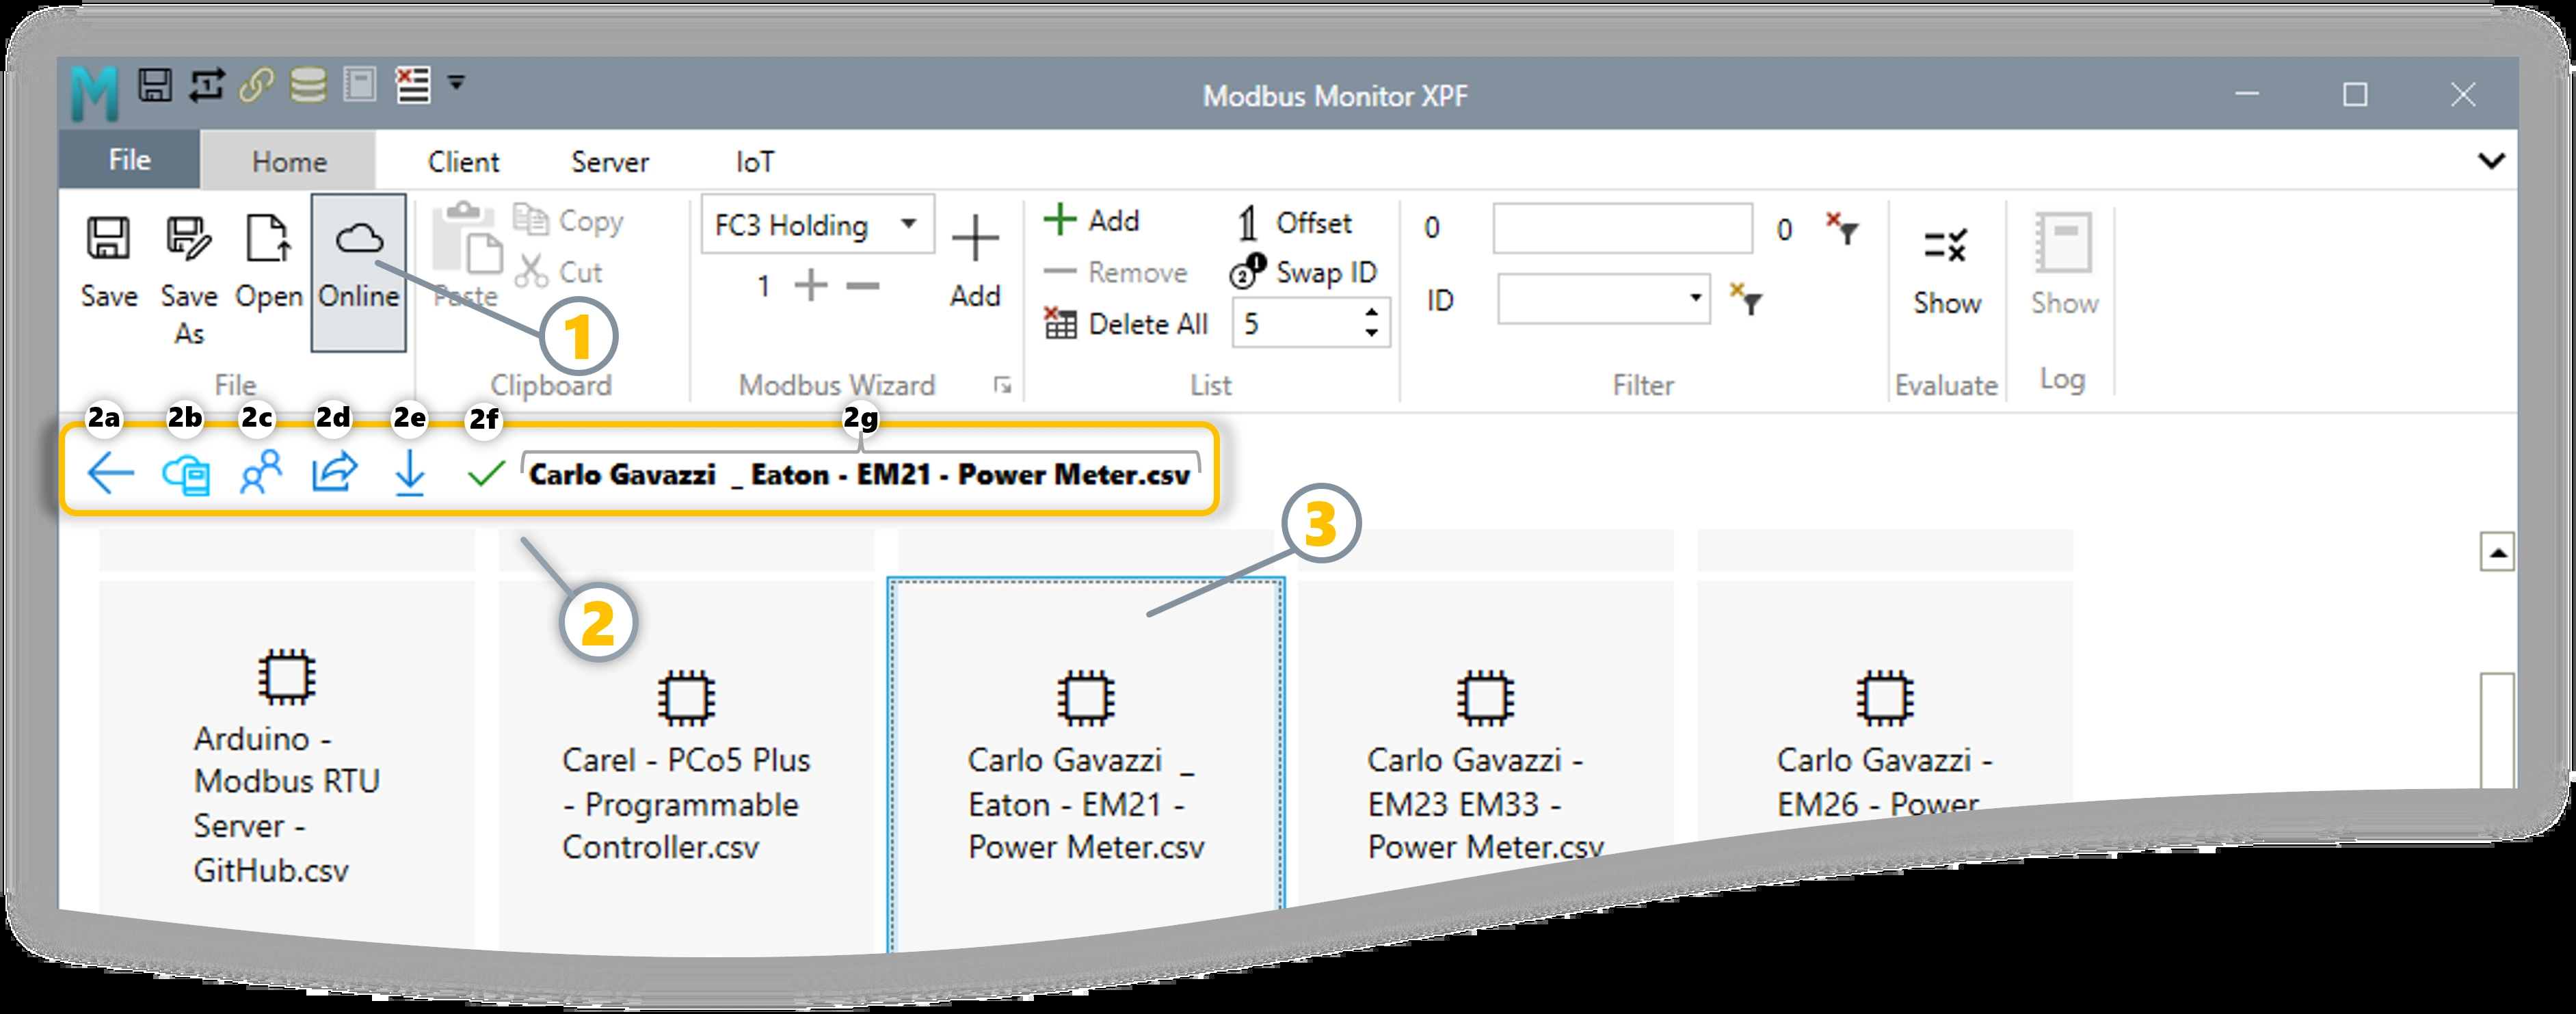 Modbus Monitor XPF
File Home Client Server IoT
Save
Save As
Open
Online
File
Paste
Copy
Cut
Clipboard
FC3 Holding
1
Add
Modbus Wizard
Add
Remove
Delete All
Offset
Swap ID
5
List
0
0
ID
Filter
Show
Evaluate
Show
Log
1
2a 2b 2c 2d 2e 2f 2g
Carlo Gavazzi _ Eaton - EM21 - Power Meter.csv
2
3
Arduino -
Modbus RTU
Server -
GitHub.csv
Carel - PCo5 Plus
- Programmable
Controller.csv
Carlo Gavazzi _
Eaton - EM21 -
Power Meter.csv
Carlo Gavazzi -
EM23 EM33 -
Power Meter.csv
Carlo Gavazzi -
EM26 - Power